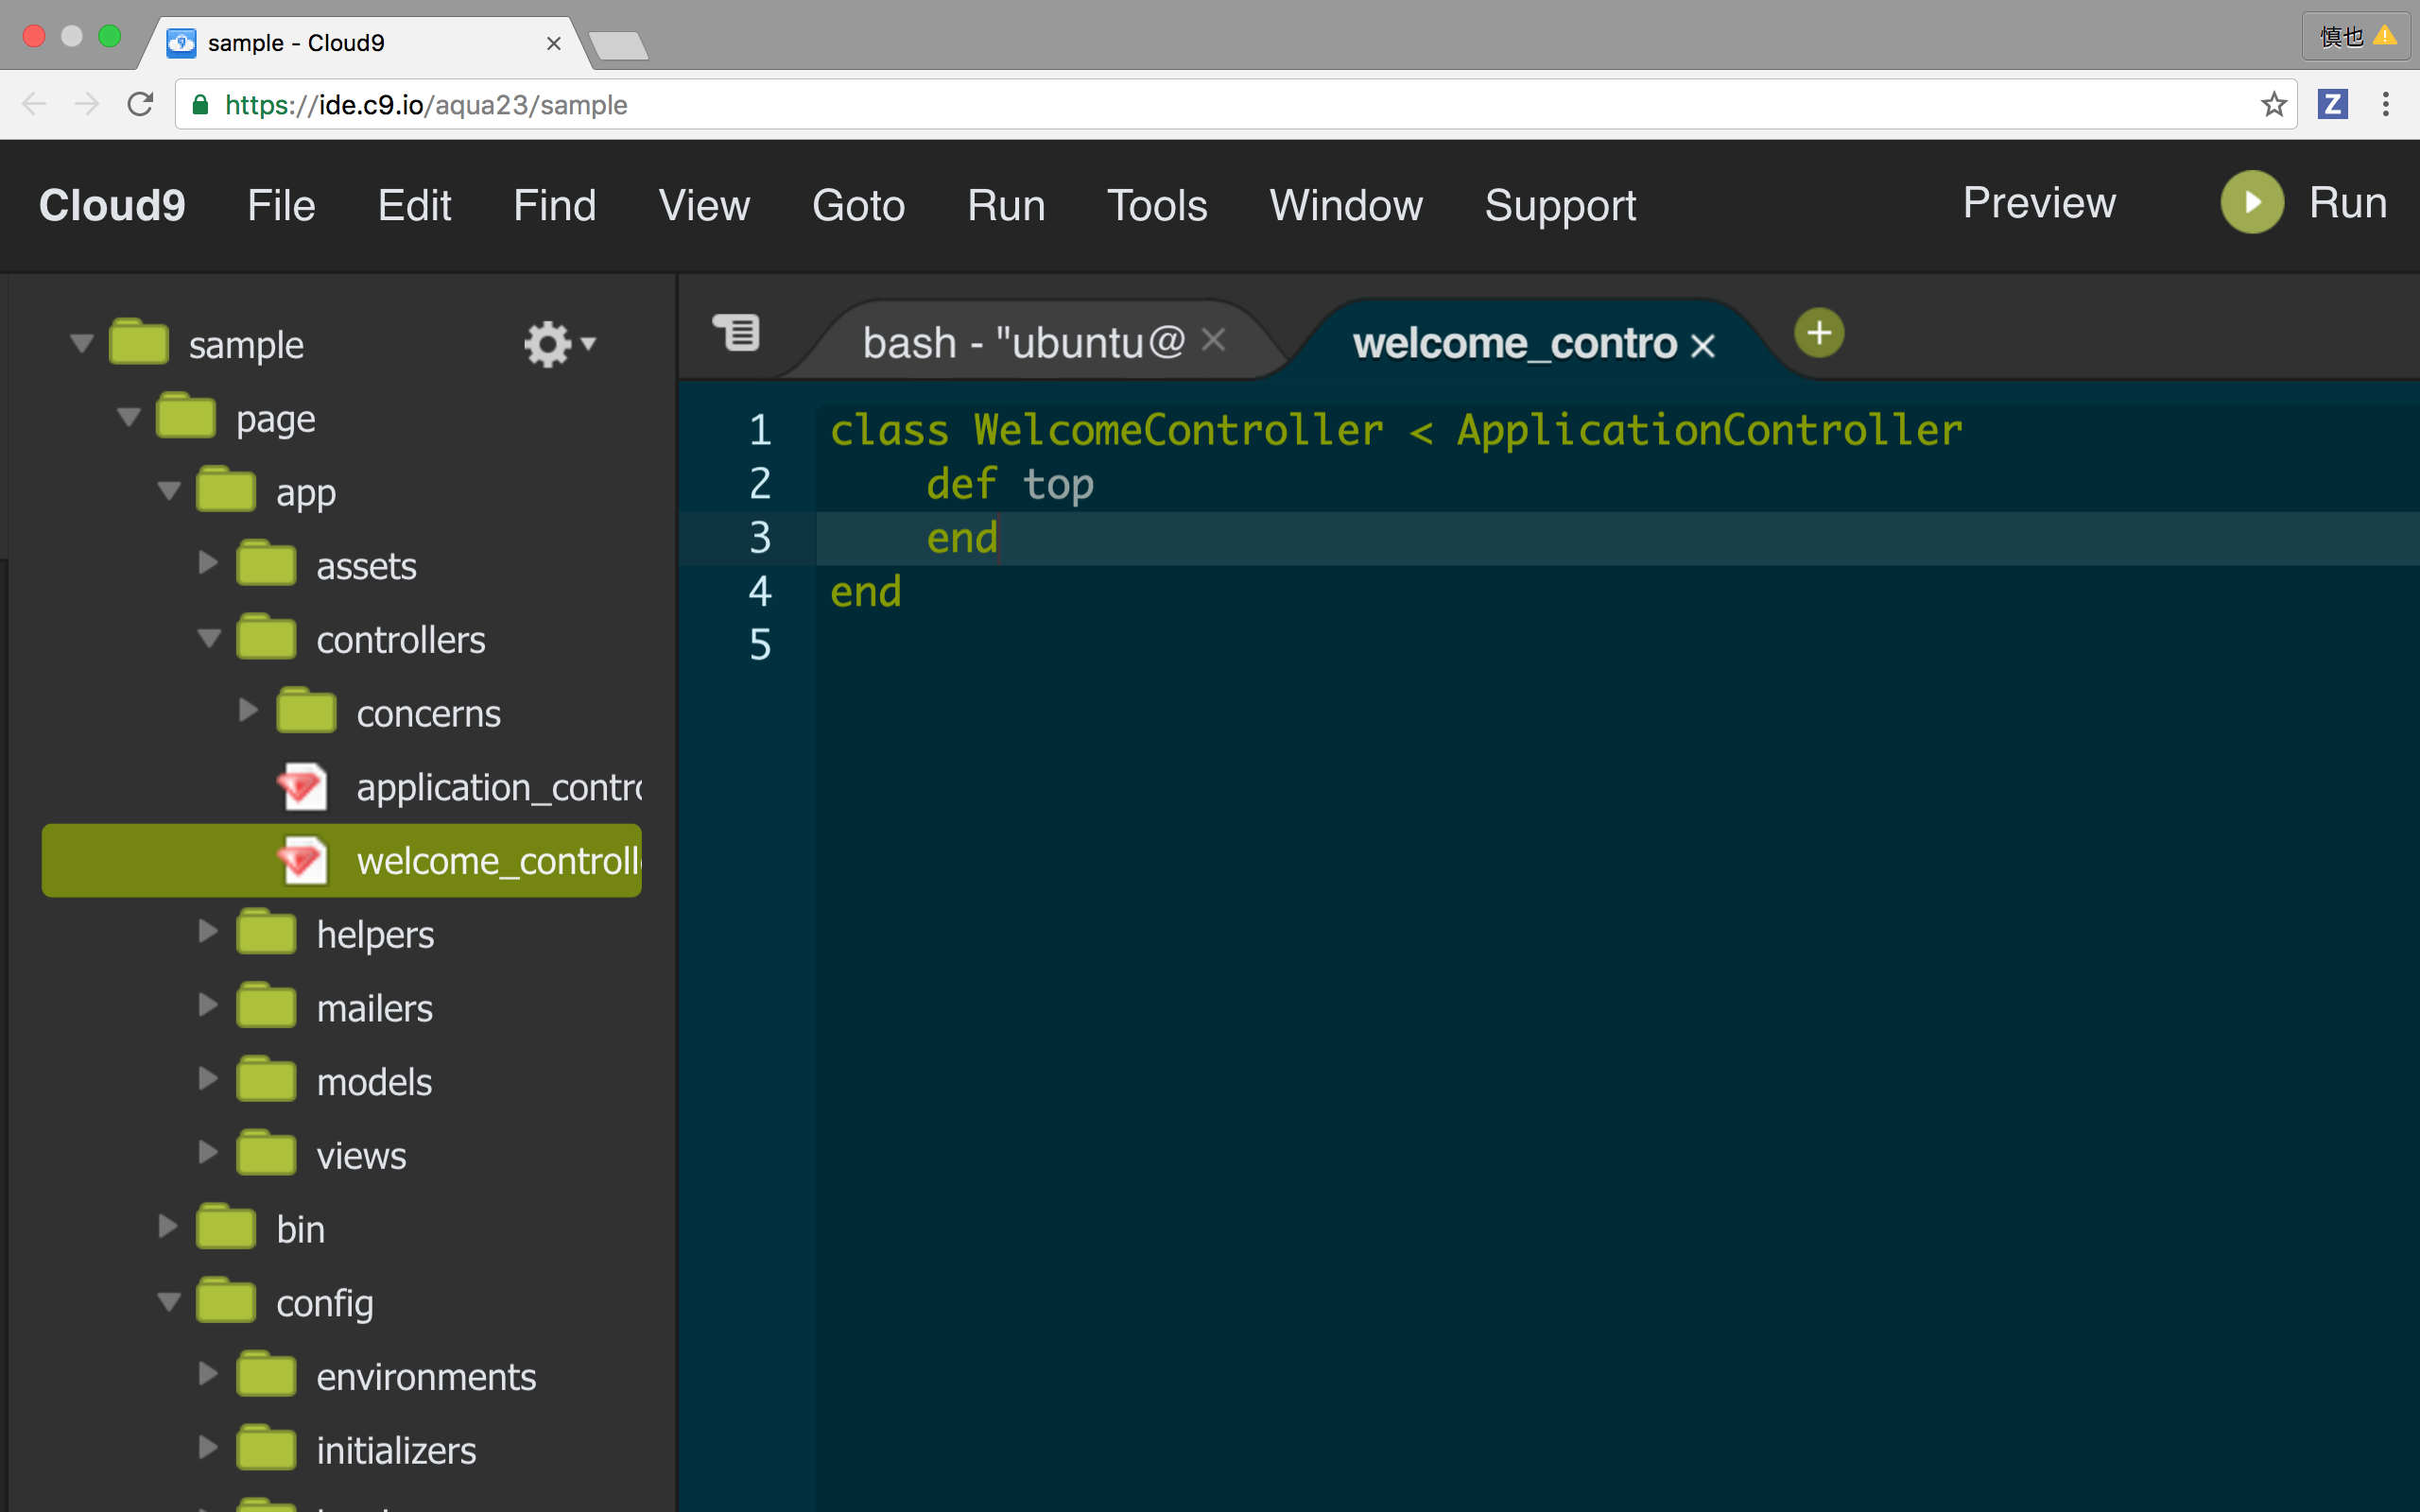 sample - Cloud9
慎也
https://ide.c9.io/aqua23/sample
Z
Cloud9 File Edit Find View Goto Run Tools Window Support Preview Run
sample
page
app
assets
controllers
concerns
application_contro
welcome_controll
helpers
mailers
models
views
bin
config
environments
initializers
bash - "ubuntu@
welcome_contro
1 class WelcomeController < ApplicationController
2 def top
3 end
4 end
5